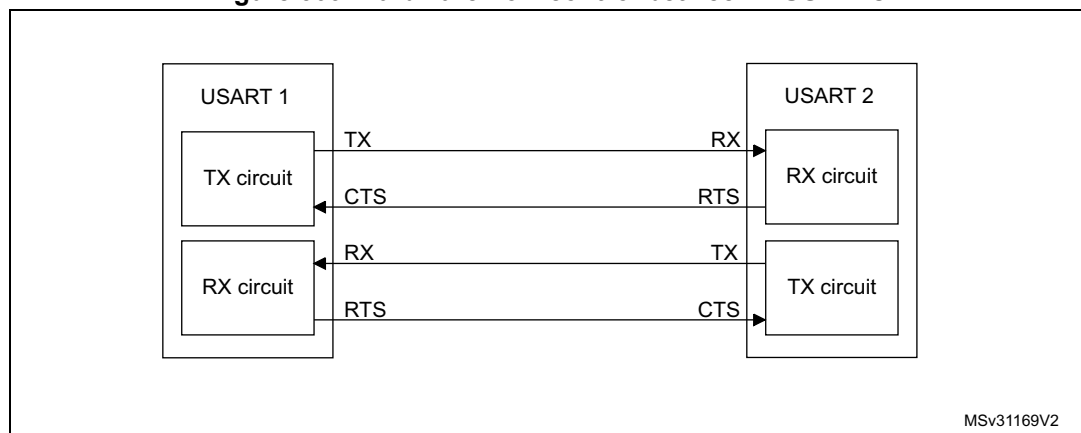 USART 1
USART 2
TX circuit
TX
RX
RX circuit
CTS
RTS
RX circuit
RX
TX
TX circuit
RTS
CTS
MSv31169V2